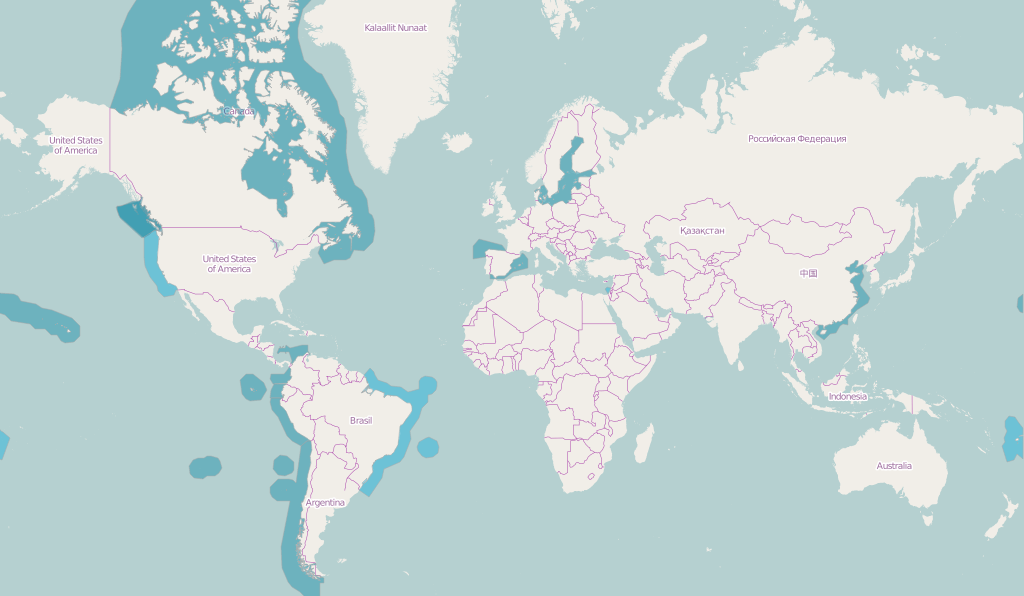 Kalaallit Nunaat
Canada
United States
of America
Российская Федерация
United States
of America
Қазақстан
中国
Indonesia
Brasil
Australia
Argentina